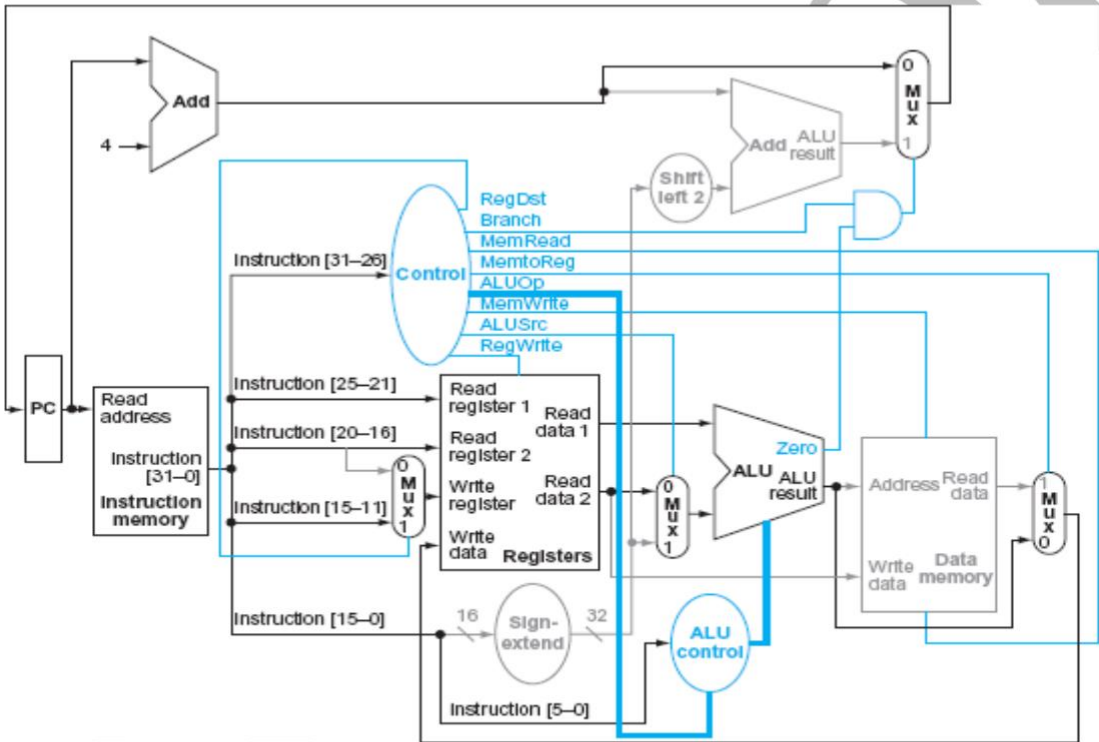 0
M
u
x
1
Add
4
Add ALU
result
Shift
left 2
RegDst
Branch
MemRead
MemtoReg
ALUOp
MemWrite
ALUSrc
RegWrite
Instruction [31–26]
Control
PC
Read
address
Instruction
[31–0]
Instruction
memory
Instruction [25–21]
Instruction [20–16]
Instruction [15–11]
0
M
u
x
1
Read
register 1
Read
register 2
Write
register
Write
data
Read
data 1
Read
data 2
Registers
0
M
u
x
1
Zero
ALU ALU
result
Address
Read
data
Write
data
Data
memory
1
M
u
x
0
Instruction [15–0]
16
Sign-
extend
32
ALU
control
Instruction [5–0]